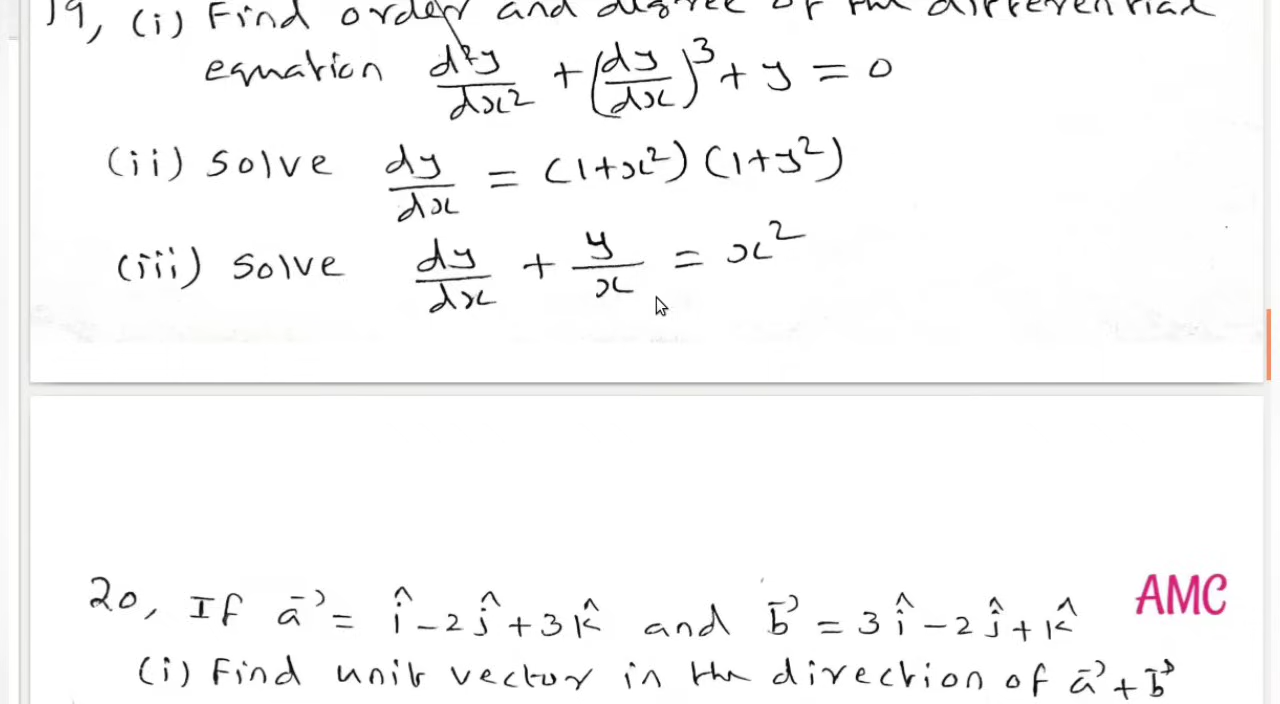 19, (i) Find order and degree of the differential
equation d²y/dx² + (dy/dx)³ + y = 0
(ii) Solve dy/dx = (1+x²)(1+y²)
(iii) Solve dy/dx + y/x = x²
20, If a⃗ = î - 2ĵ + 3k̂ and b⃗ = 3î - 2ĵ + k̂
AMC
(i) Find unit vector in the direction of a⃗ + b⃗